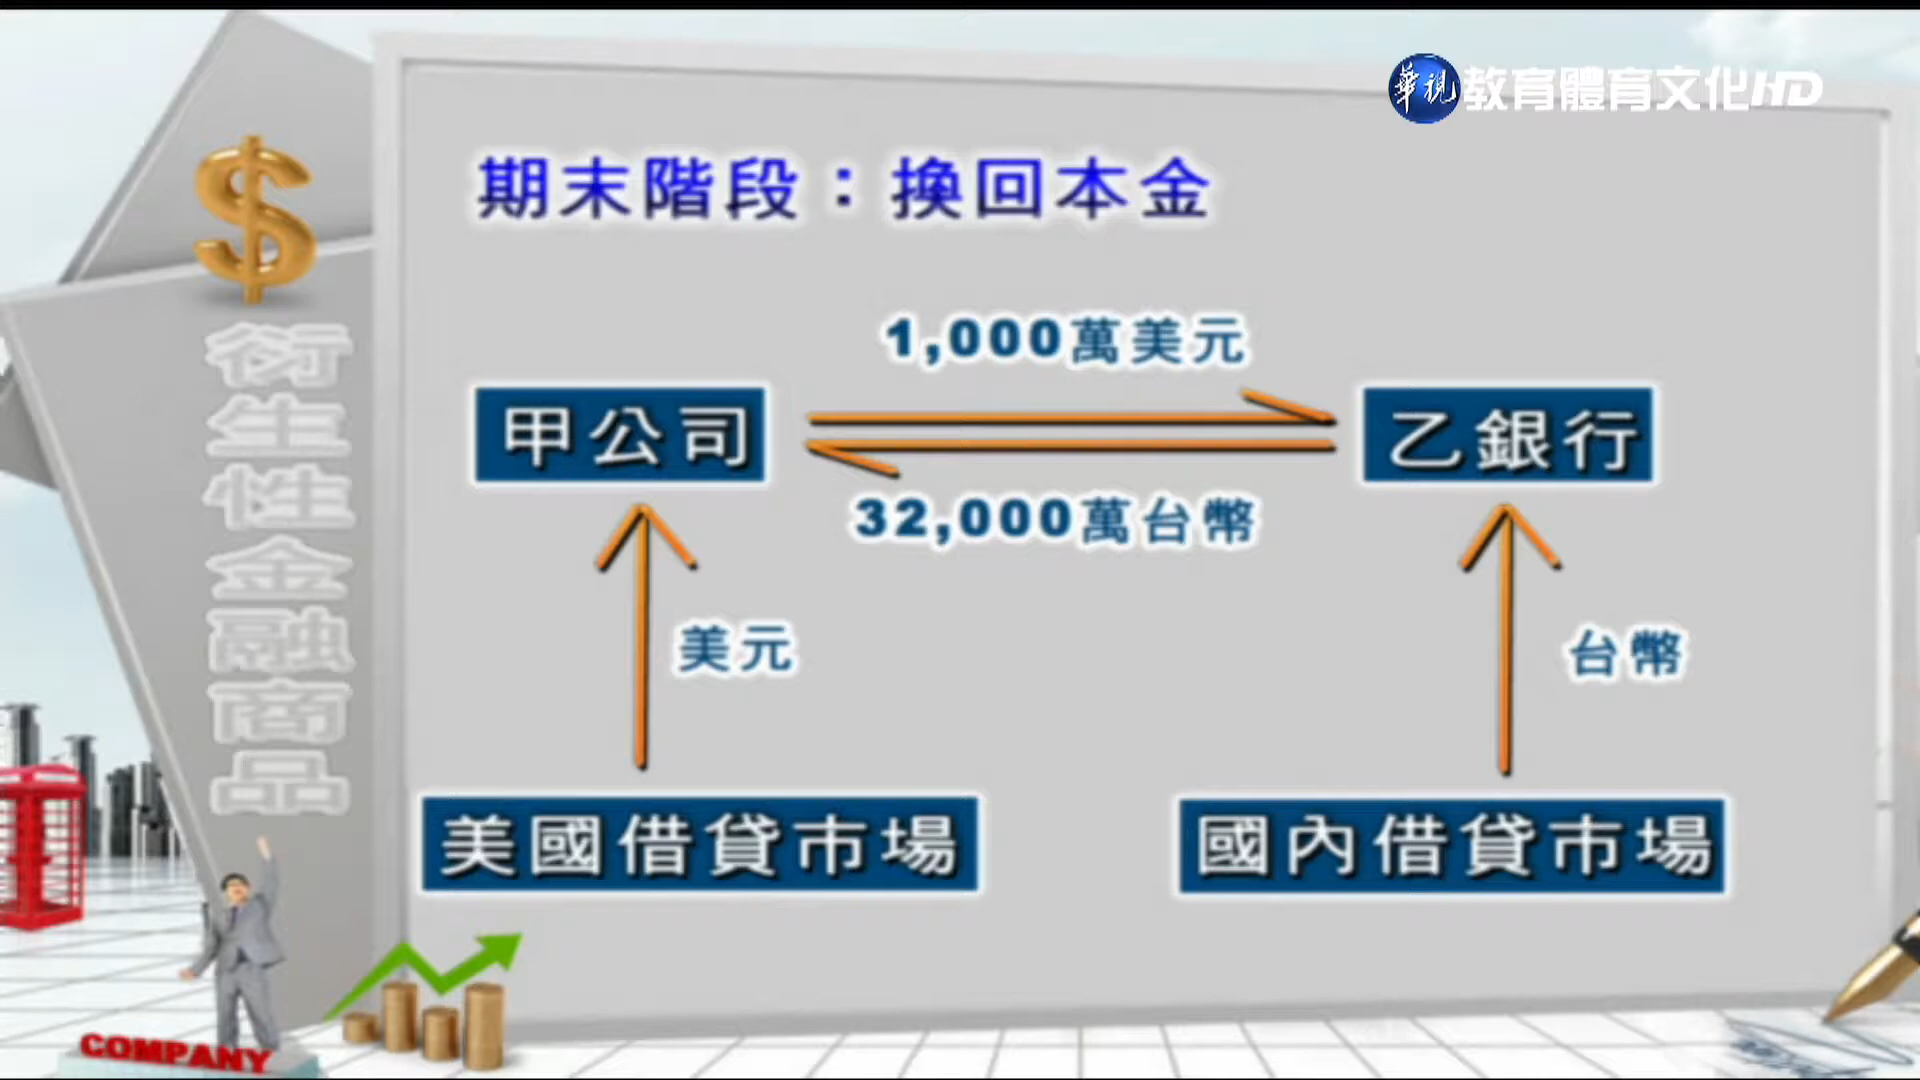 華視 教育體育文化HD
期末階段：換回本金
1,000萬美元
甲公司
乙銀行
32,000萬台幣
美元
台幣
美國借貸市場
國內借貸市場
衍生性金融商品
COMPANY